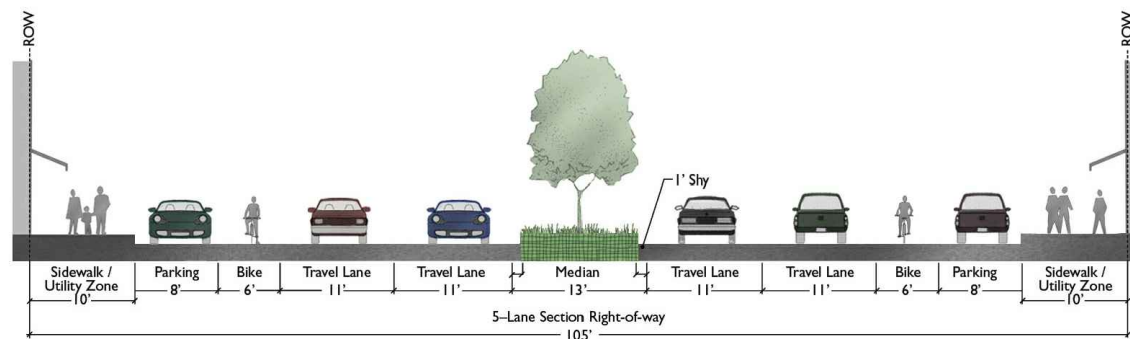 ROW
ROW
1' Shy
Sidewalk /
Utility Zone
10'
Parking
8'
Bike
6'
Travel Lane
11'
Travel Lane
11'
Median
13'
Travel Lane
11'
Travel Lane
11'
Bike
6'
Parking
8'
Sidewalk /
Utility Zone
10'
5–Lane Section Right-of-way
105'